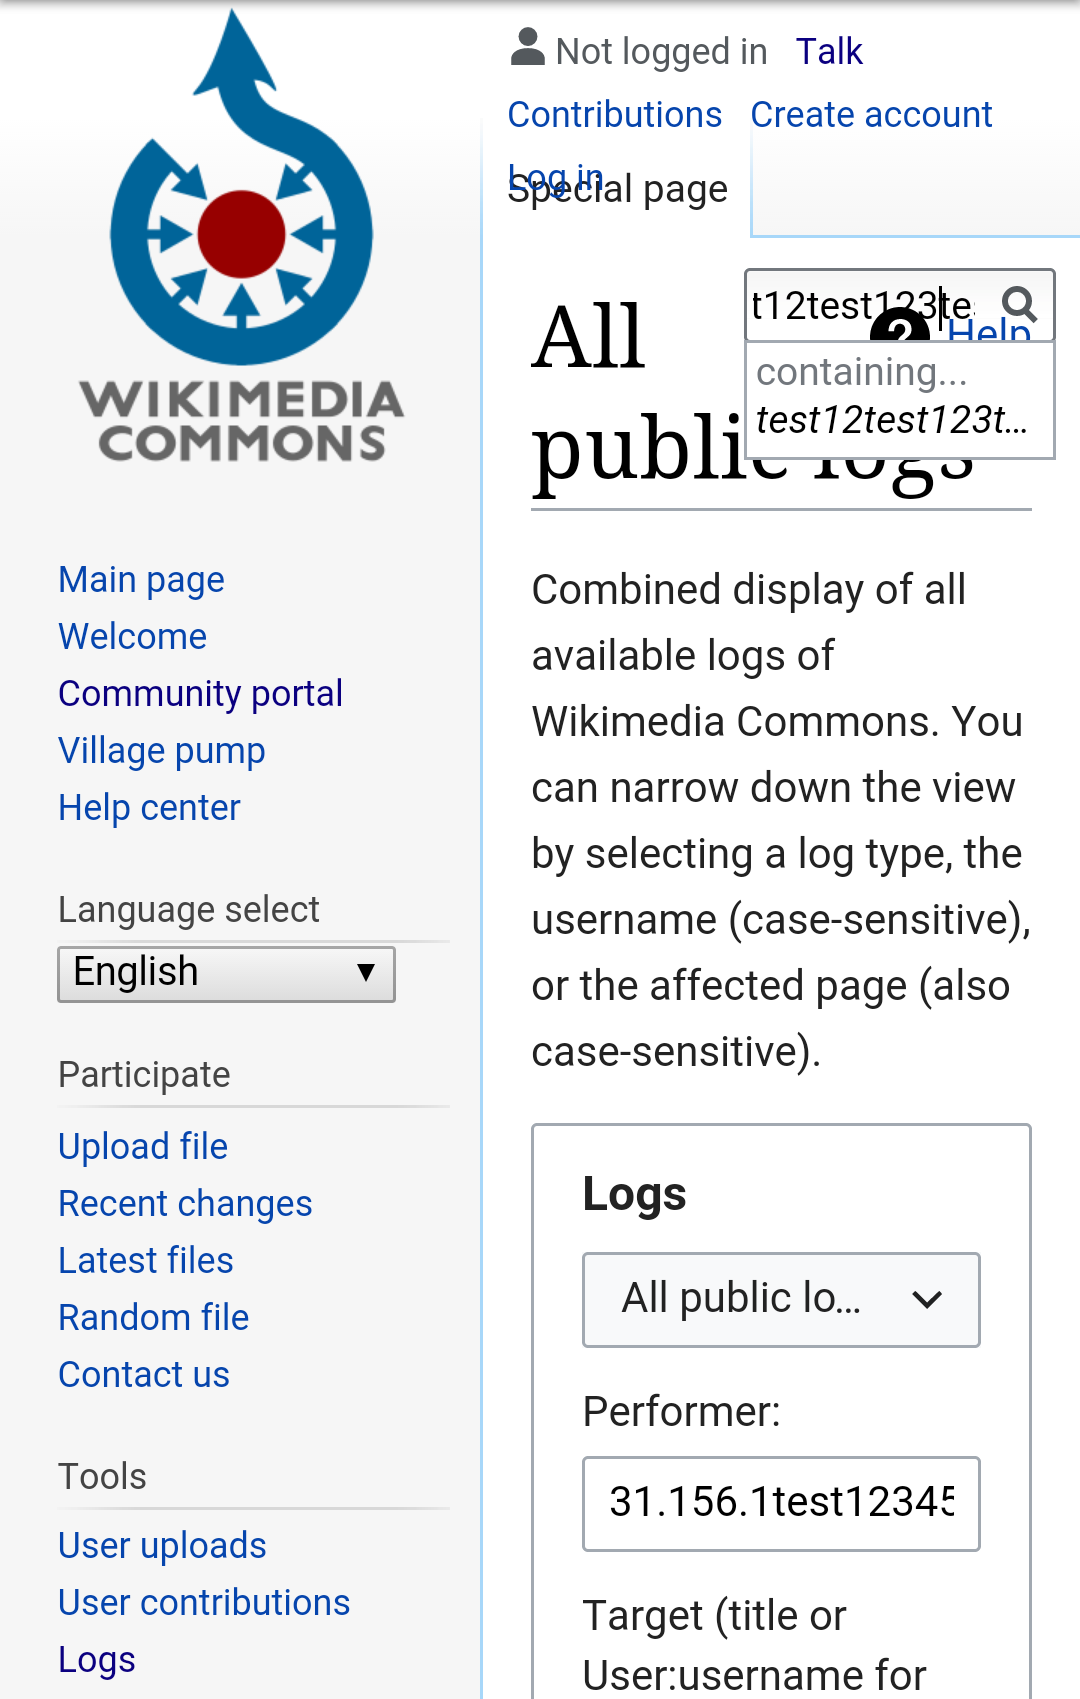 WIKIMEDIA
COMMONS
Not logged in Talk
Contributions Create account
Log in
Special page
t12test123te
Help
containing...
test12test123t...
All
public logs
Main page
Welcome
Community portal
Village pump
Help center
Language select
English
Participate
Upload file
Recent changes
Latest files
Random file
Contact us
Tools
User uploads
User contributions
Logs
Combined display of all
available logs of
Wikimedia Commons. You
can narrow down the view
by selecting a log type, the
username (case-sensitive),
or the affected page (also
case-sensitive).
Logs
All public lo...
Performer:
31.156.1test12345
Target (title or
User:username for